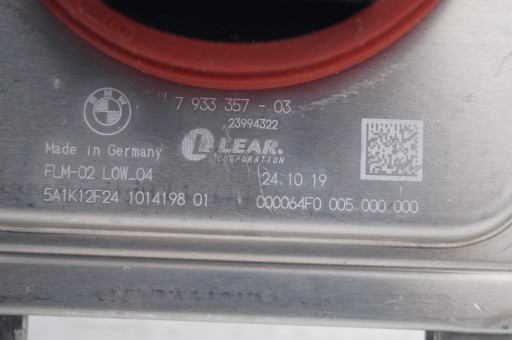 BMW
7 933 357 - 03
23994322
LEAR.
CORPORATION
Made in Germany
FLM-02 LOW_04
24.10.19
5A1K12F24 1014198 01
000064F0 005.000.000